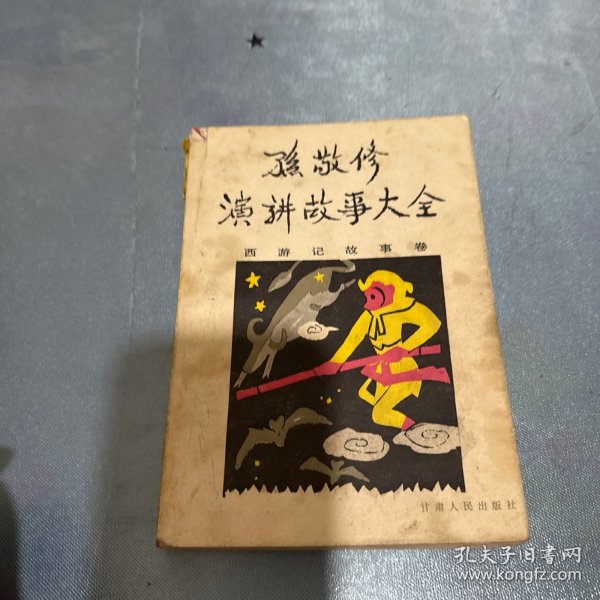 孫敬修
演讲故事大全
西游记故事卷
甘肃人民出版社
孔夫子旧书网
www.kongfz.com